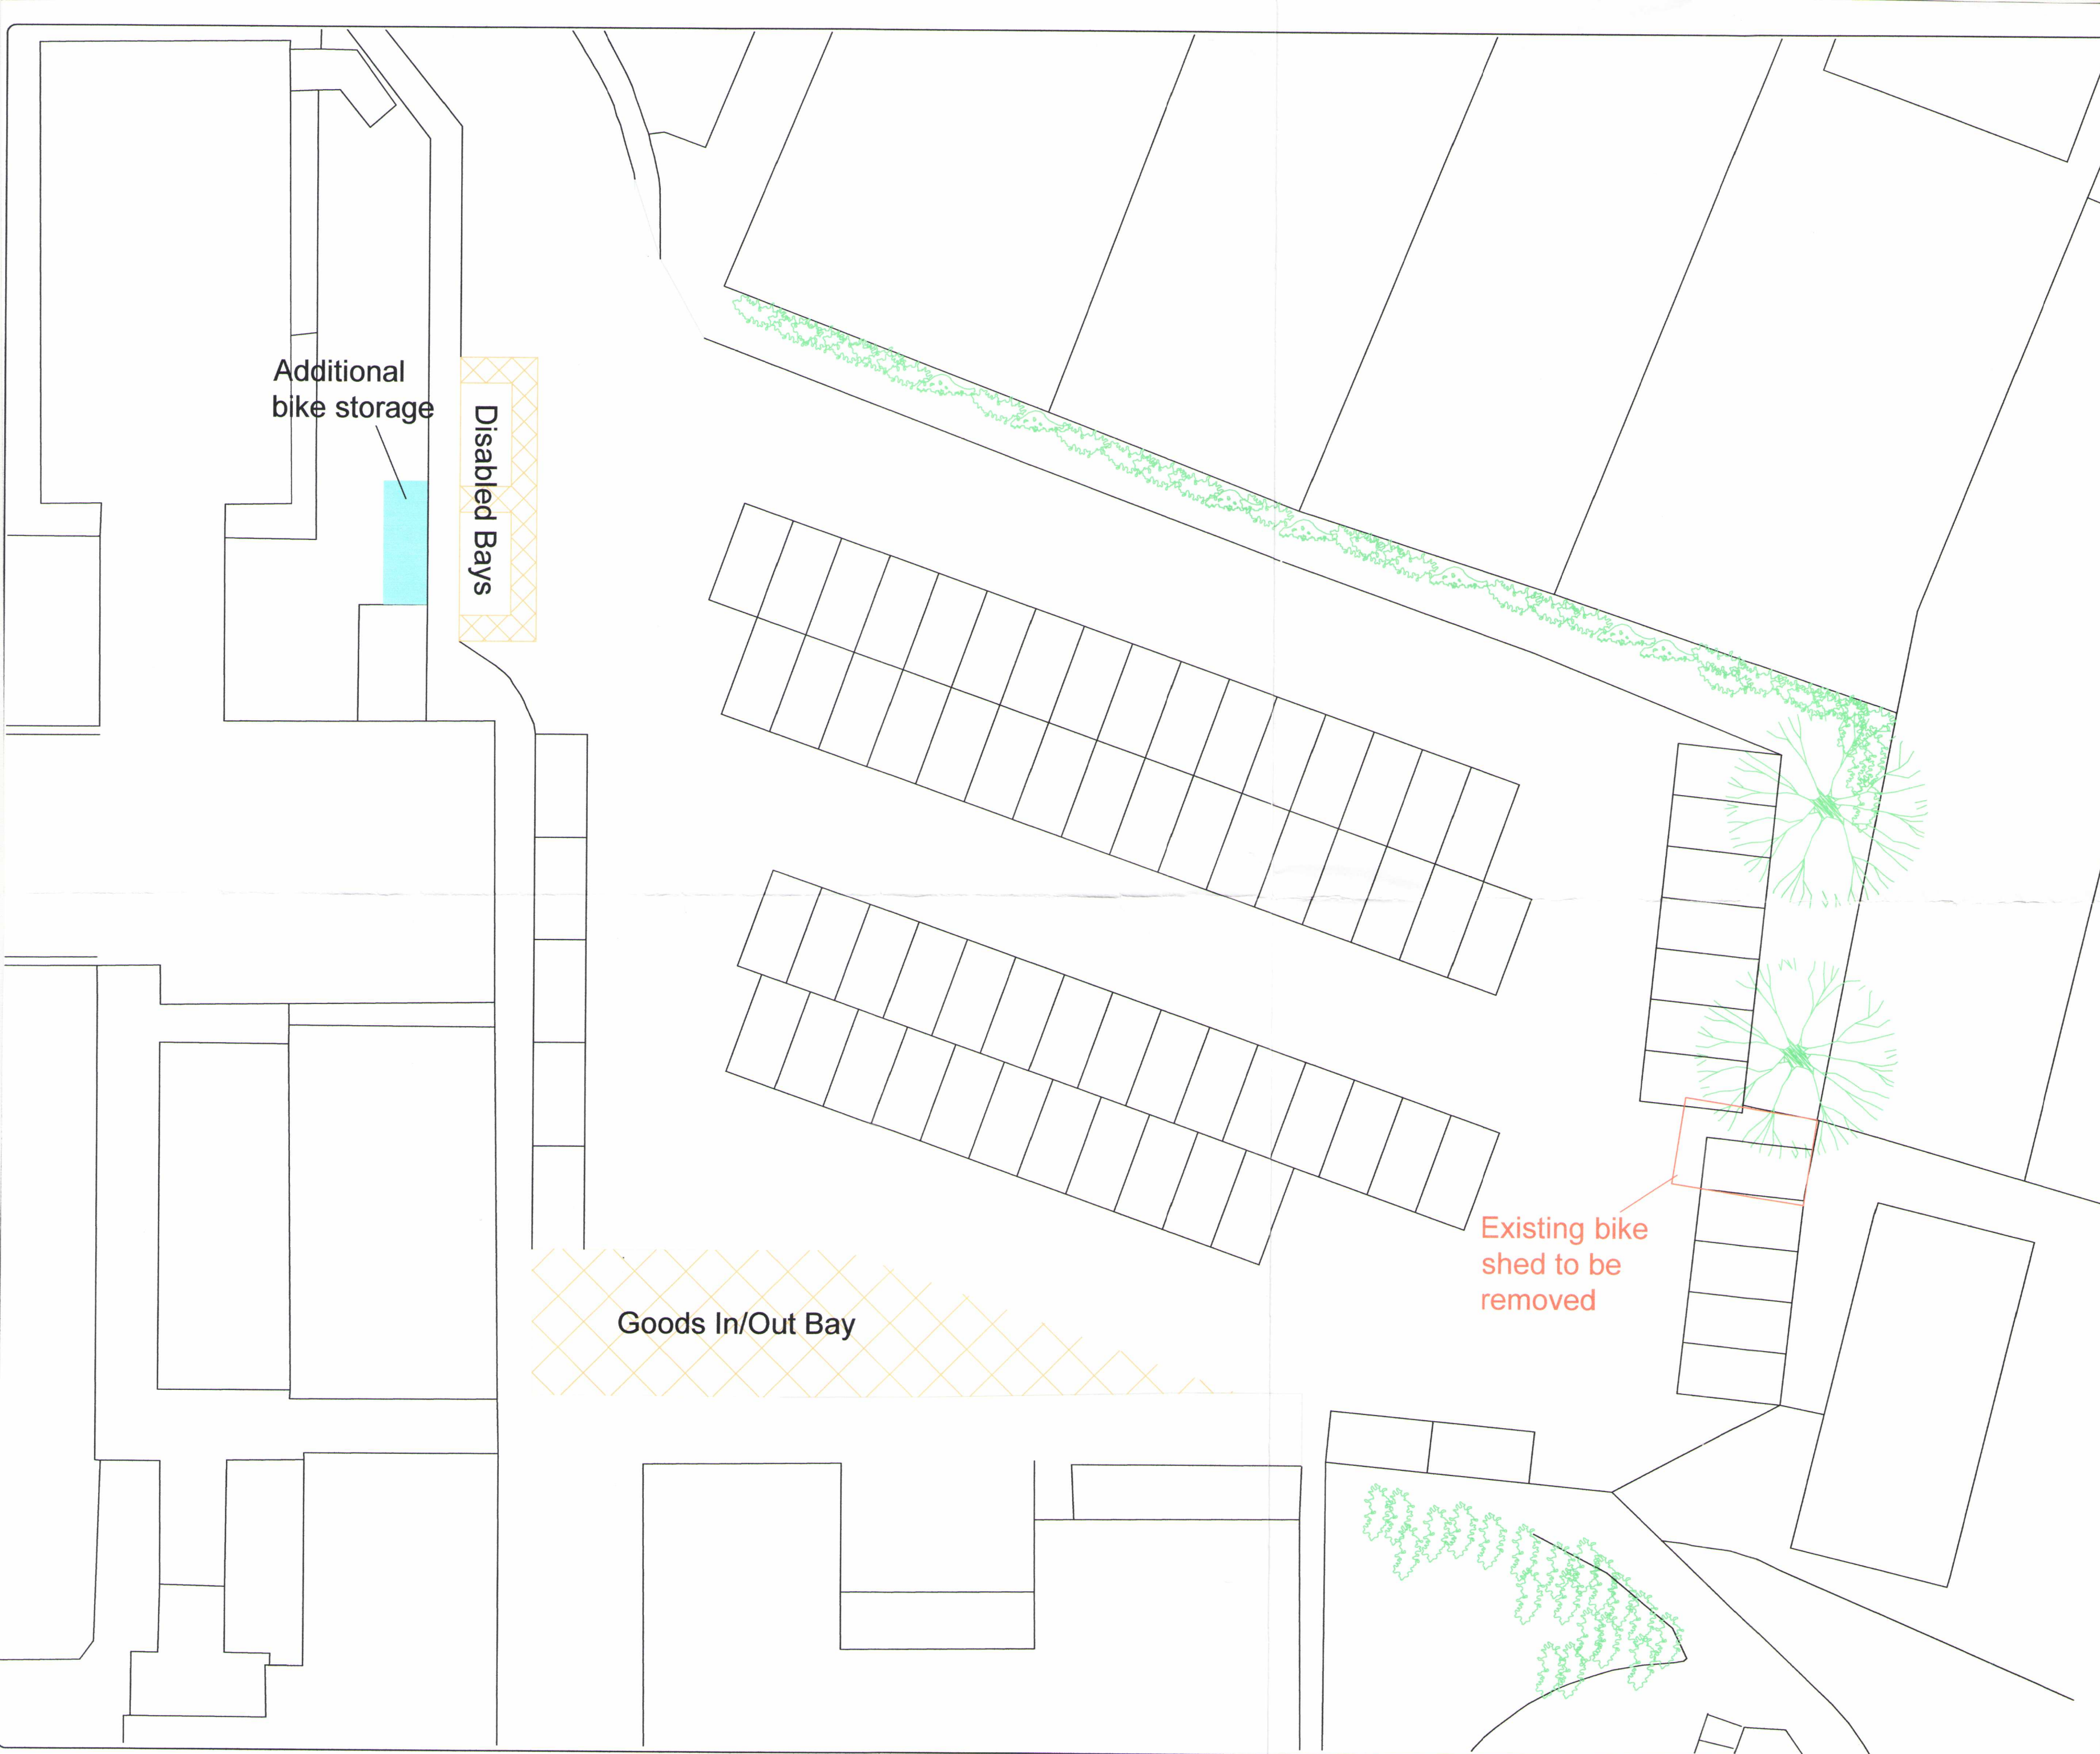 Additional
bike storage
Disabled Bays
Existing bike
shed to be
removed
Goods In/Out Bay